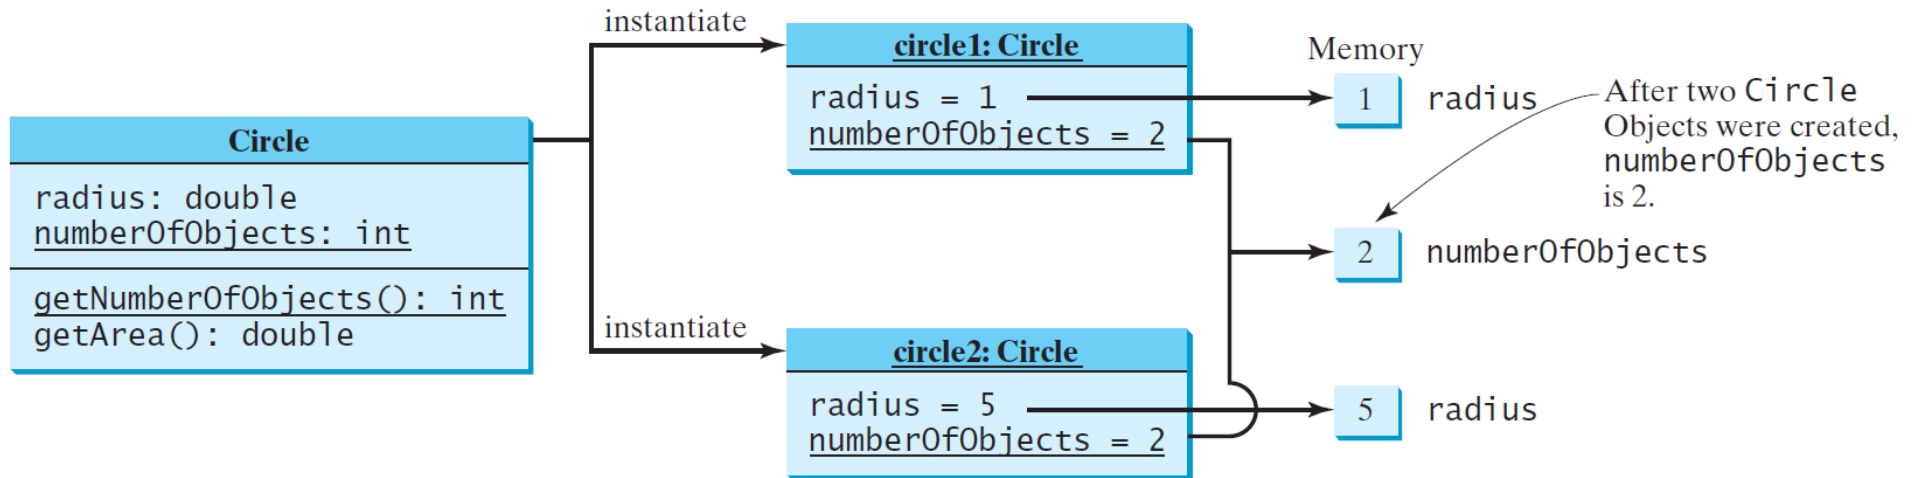 Circle
radius: double
numberOfObjects: int
getNumberOfObjects(): int
getArea(): double
instantiate
circle1: Circle
radius = 1
numberOfObjects = 2
instantiate
circle2: Circle
radius = 5
numberOfObjects = 2
Memory
1 radius
2 numberOfObjects
5 radius
After two Circle
Objects were created,
numberOfObjects
is 2.